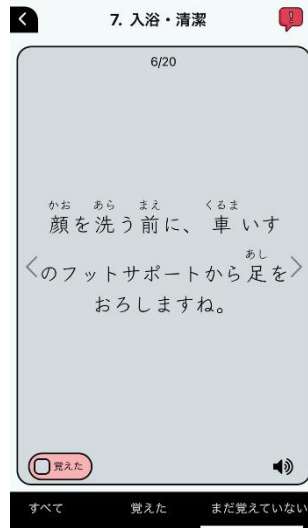 7. 入浴・清潔
6/20
かお あら まえ くるま
顔を洗う前に、車いす
あし
のフットサポートから足を
おろしますね。
覚えた
すべて 覚えた まだ覚えていない